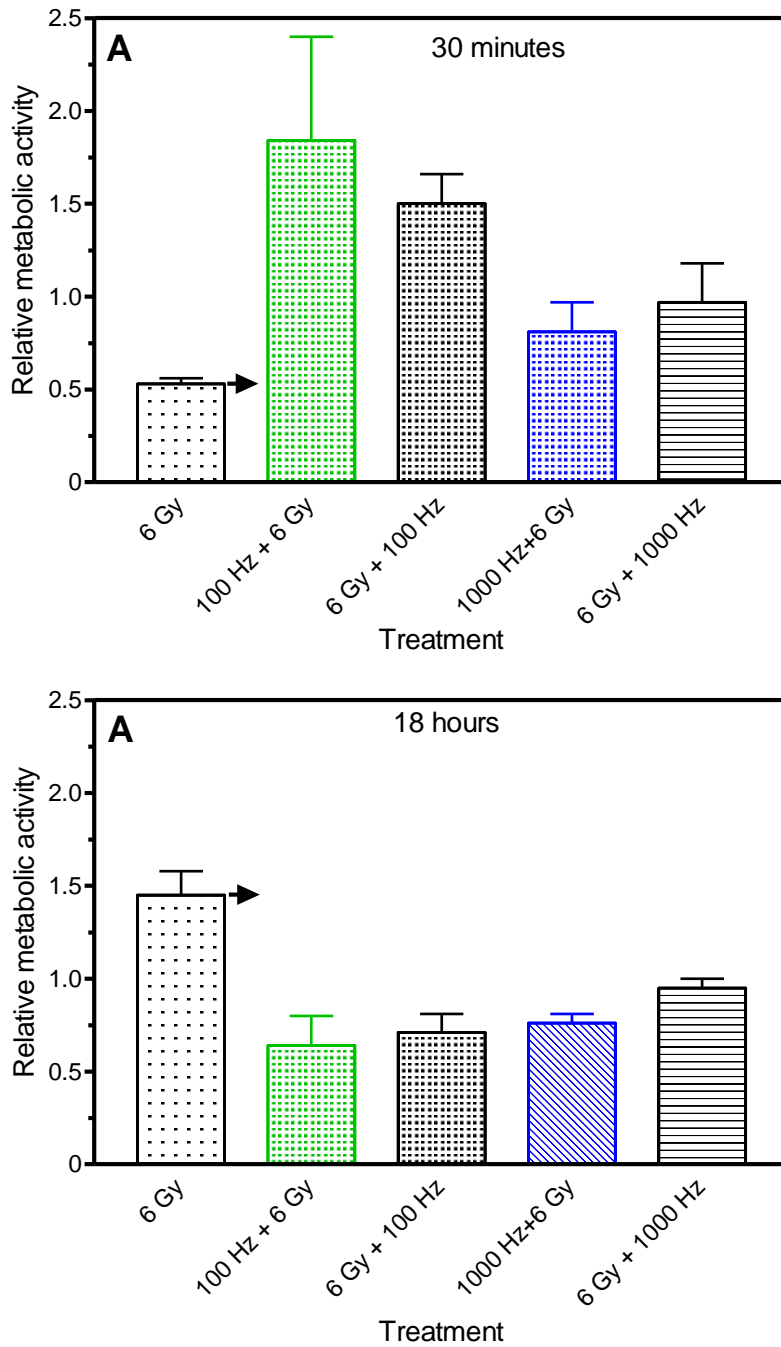 A
30 minutes
Relative metabolic activity
2.5
2.0
1.5
1.0
0.5
0
6 Gy
100 Hz + 6 Gy
6 Gy + 100 Hz
1000 Hz+6 Gy
6 Gy + 1000 Hz
Treatment
A
18 hours
Relative metabolic activity
2.5
2.0
1.5
1.0
0.5
0
6 Gy
100 Hz + 6 Gy
6 Gy + 100 Hz
1000 Hz+6 Gy
6 Gy + 1000 Hz
Treatment